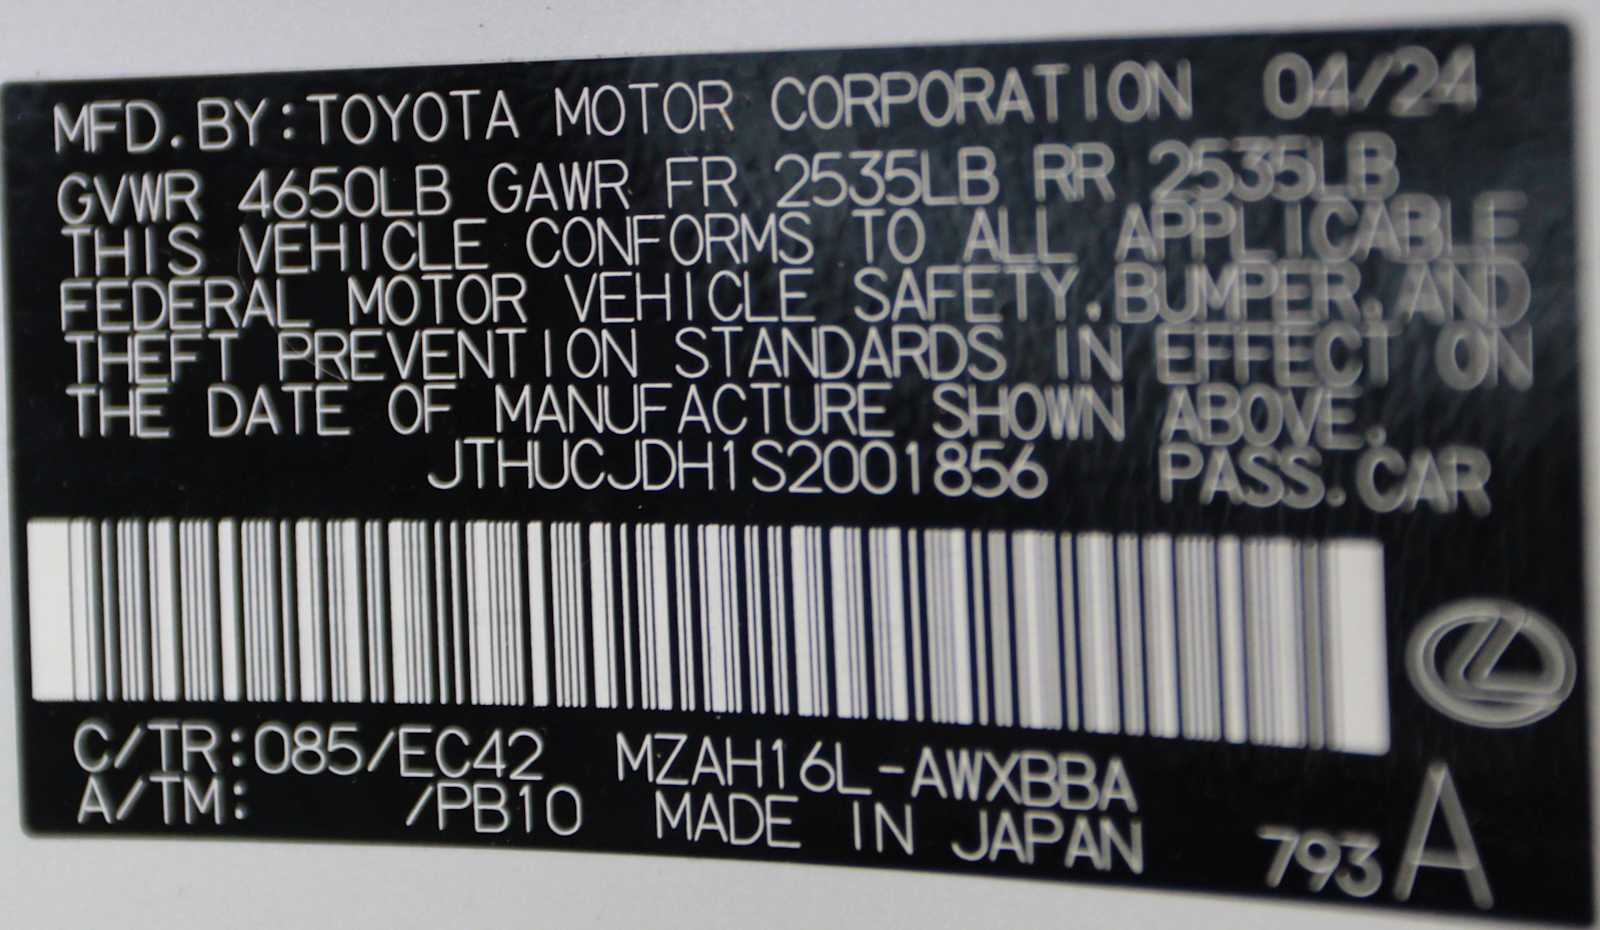 MFD. BY: TOYOTA MOTOR CORPORATION 04/24
GVWR 4650LB GAWR FR 2535LB RR 2535LB
THIS VEHICLE CONFORMS TO ALL APPLICABLE
FEDERAL MOTOR VEHICLE SAFETY, BUMPER, AND
THEFT PREVENTION STANDARDS IN EFFECT ON
THE DATE OF MANUFACTURE SHOWN ABOVE.
JTHUCJDH1S2001856 PASS. CAR
C/TR: 085/EC42 MZAH16L-AWXBBA
A/TM: /PB10 MADE IN JAPAN
793 A